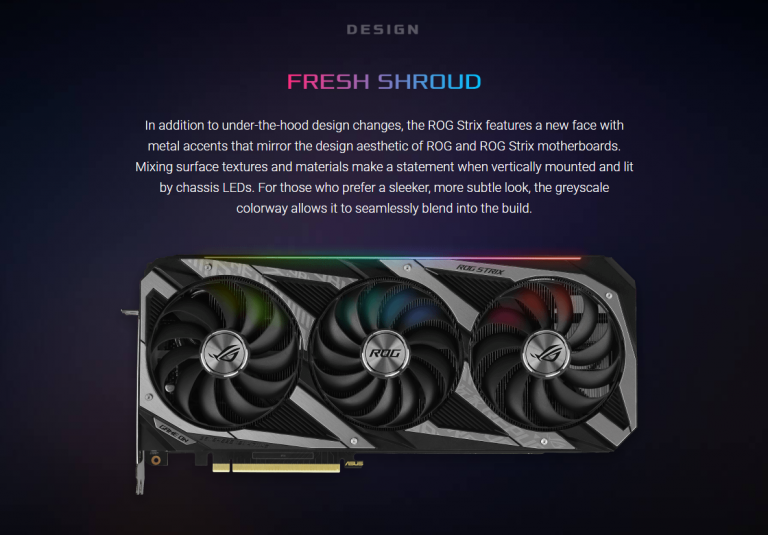 DESIGN
FRESH SHROUD
In addition to under-the-hood design changes, the ROG Strix features a new face with
metal accents that mirror the design aesthetic of ROG and ROG Strix motherboards.
Mixing surface textures and materials make a statement when vertically mounted and lit
by chassis LEDs. For those who prefer a sleeker, more subtle look, the greyscale
colorway allows it to seamlessly blend into the build.
ROG STRIX
ROG
GAME ON
ASUS